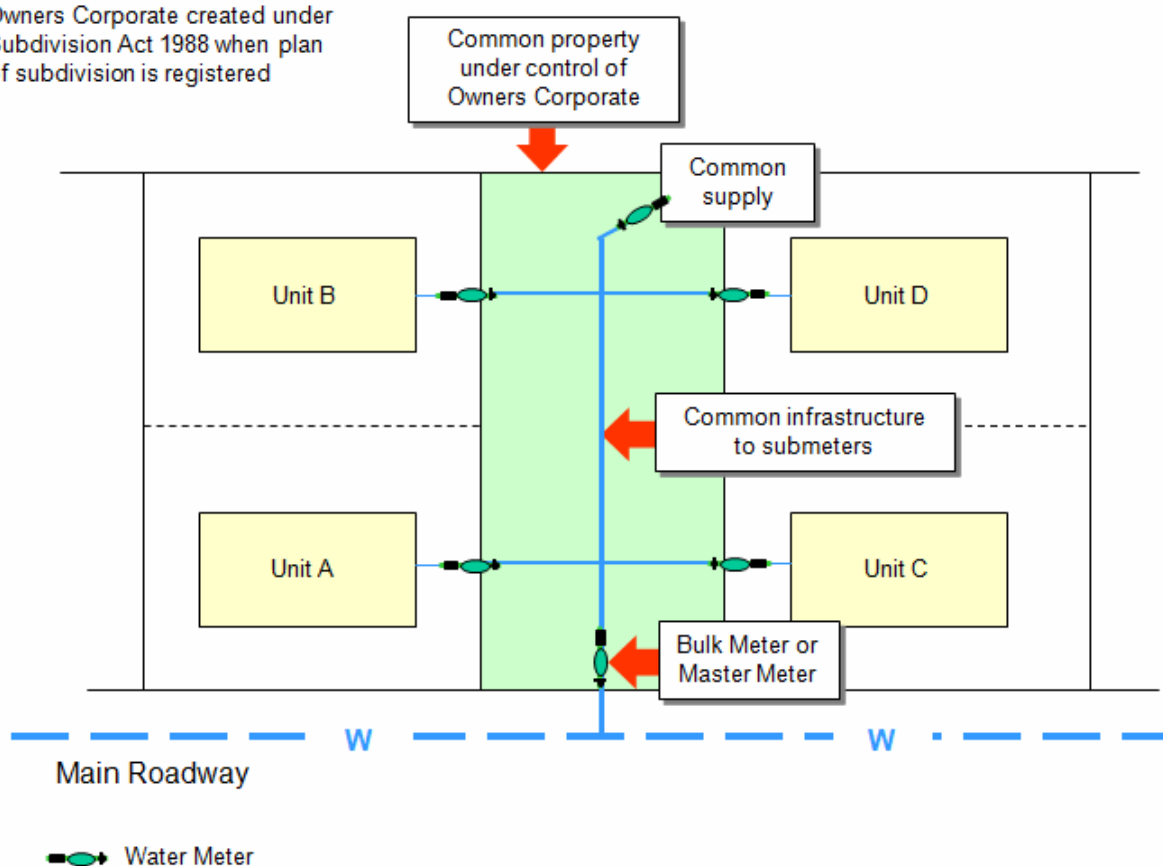 Owners Corporate created under
Subdivision Act 1988 when plan
of subdivision is registered
Common property
under control of
Owners Corporate
Common
supply
Unit B
Unit D
Common infrastructure
to submeters
Unit A
Unit C
Bulk Meter or
Master Meter
W
W
Main Roadway
Water Meter